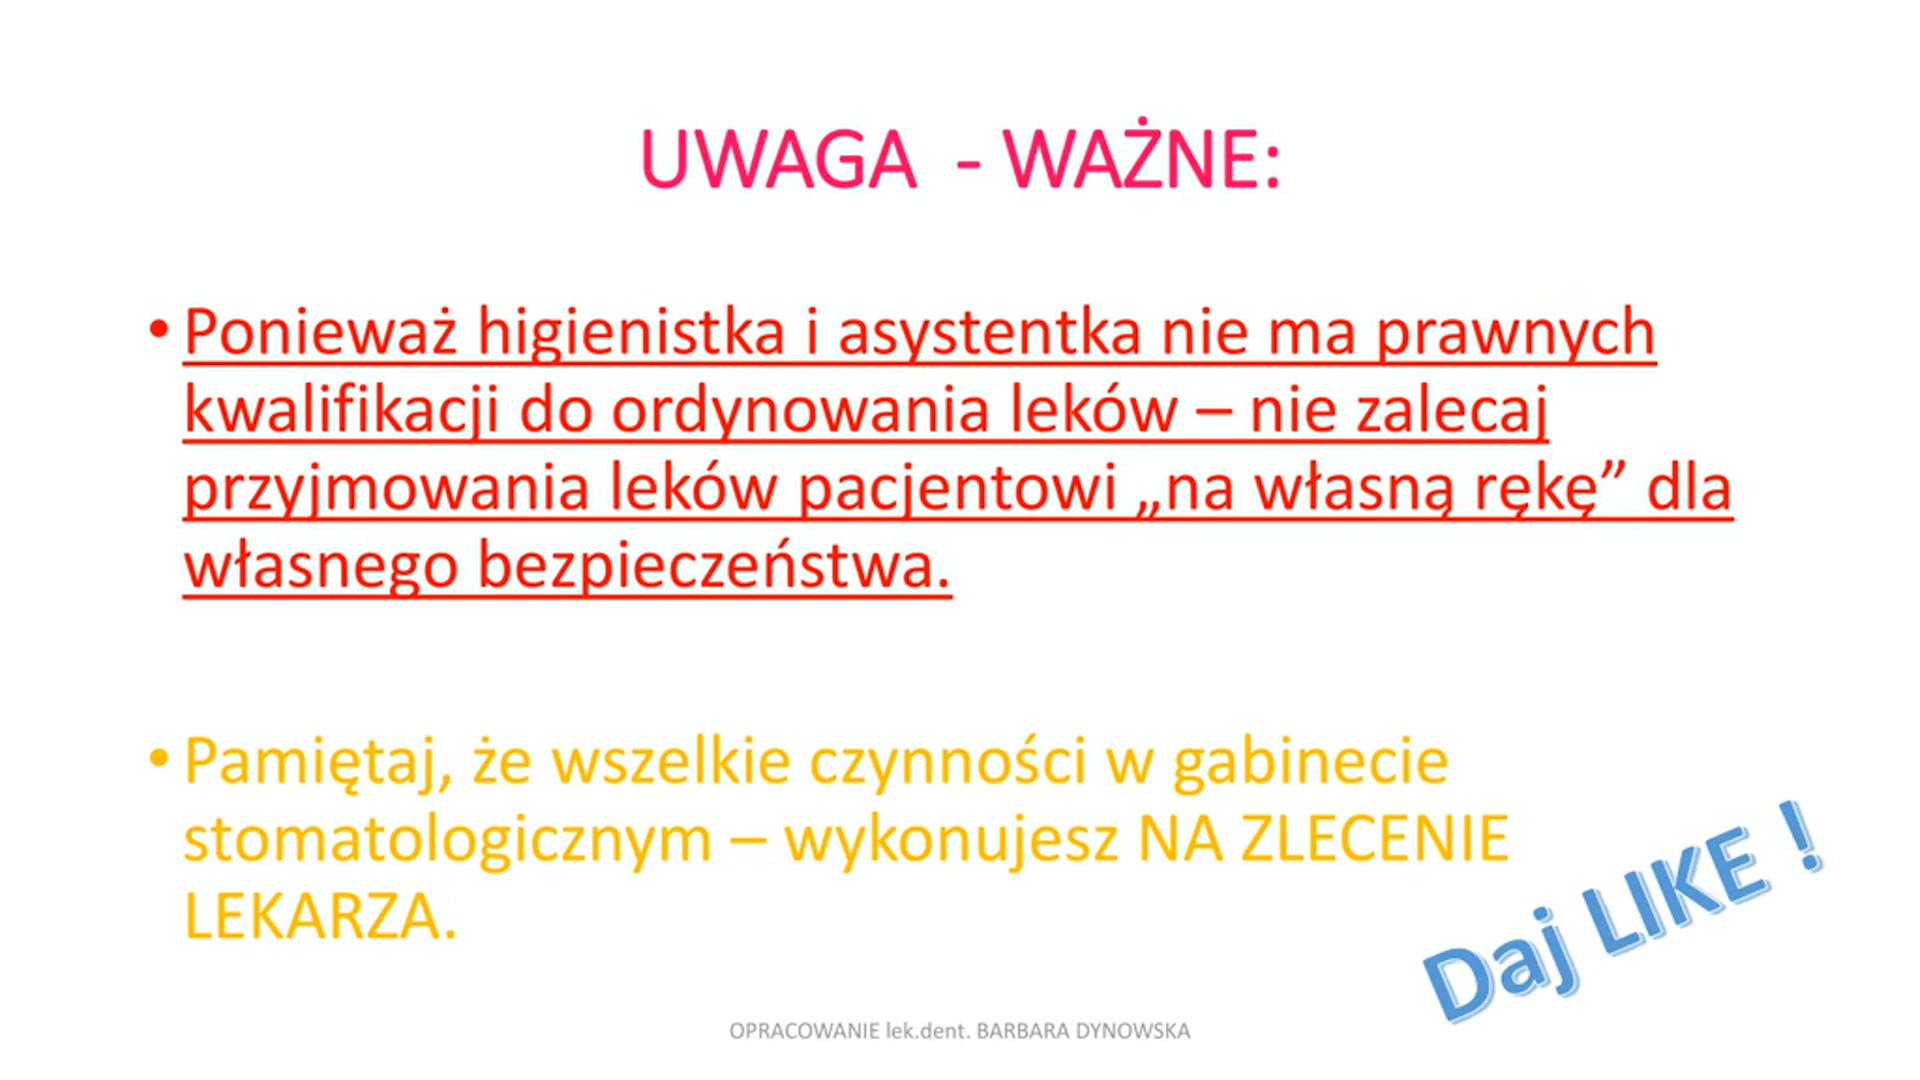 UWAGA - WAŻNE:
• Ponieważ higienistka i asystentka nie ma prawnych
kwalifikacji do ordynowania leków – nie zalecaj
przyjmowania leków pacjentowi „na własną rękę” dla
własnego bezpieczeństwa.
• Pamiętaj, że wszelkie czynności w gabinecie
stomatologicznym – wykonujesz NA ZLECENIE
LEKARZA.
Daj LIKE !
OPRACOWANIE lek.dent. BARBARA DYNOWSKA